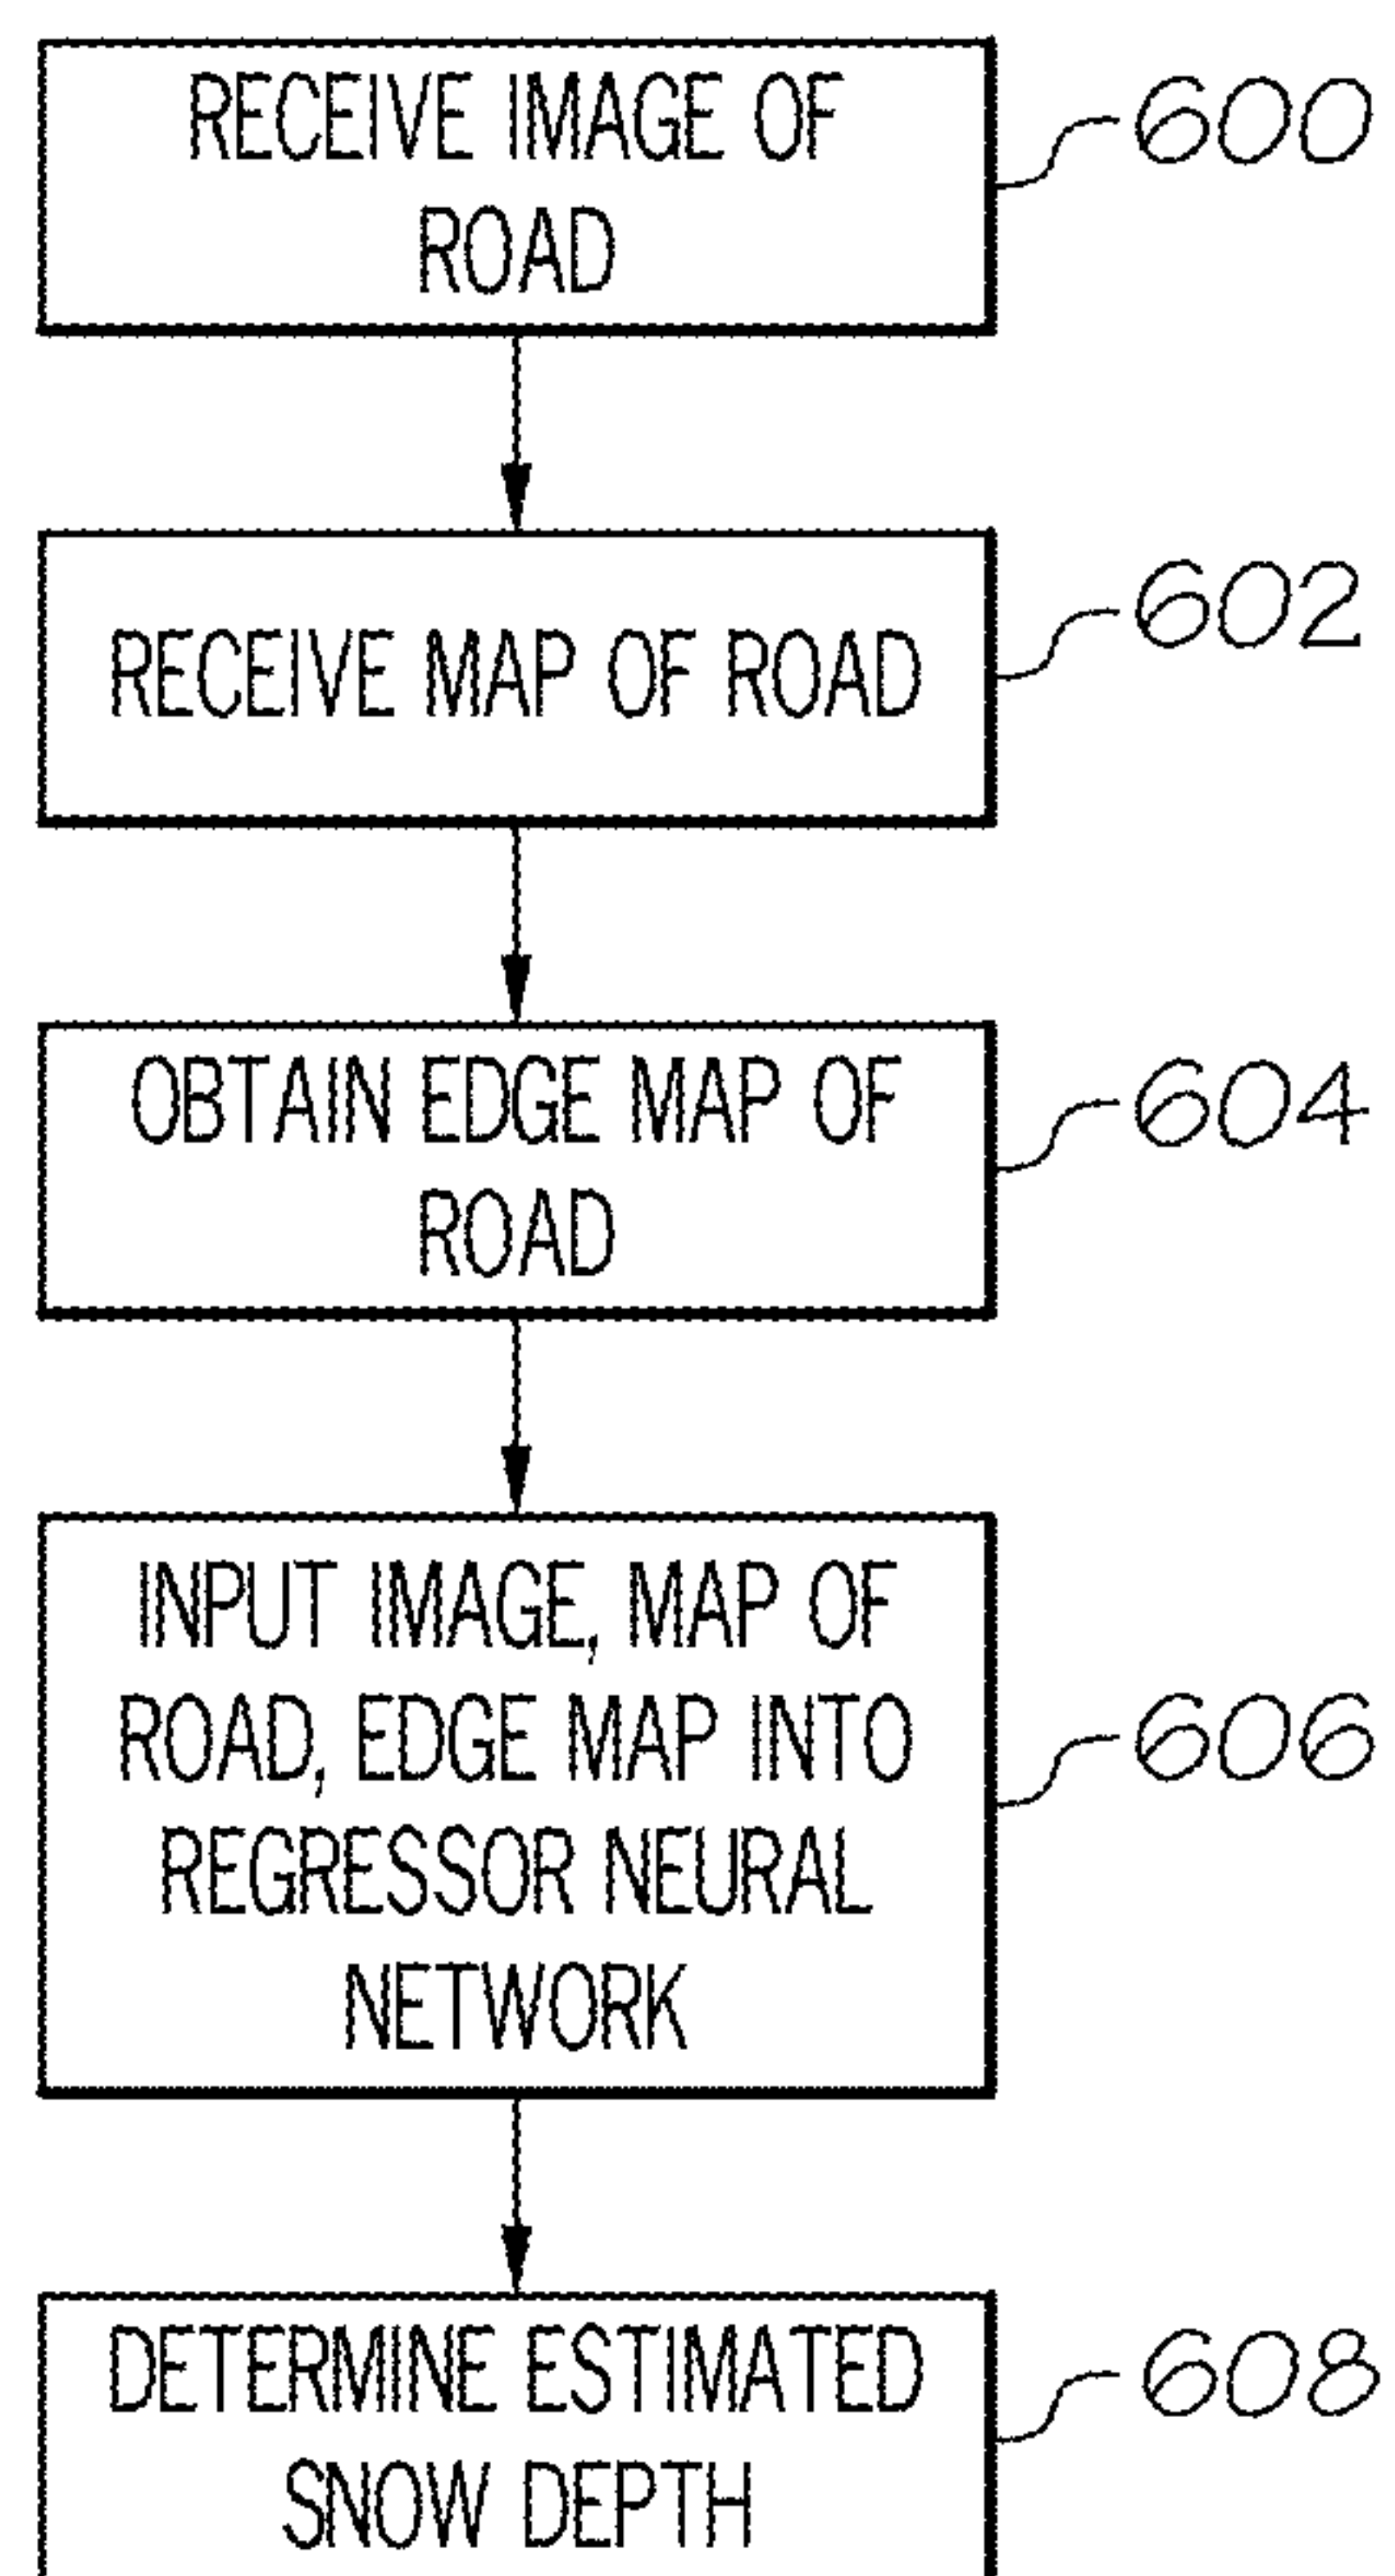 RECEIVE IMAGE OF
ROAD
600
RECEIVE MAP OF ROAD
602
OBTAIN EDGE MAP OF
ROAD
604
INPUT IMAGE, MAP OF
ROAD, EDGE MAP INTO
REGRESSOR NEURAL
NETWORK
606
DETERMINE ESTIMATED
SNOW DEPTH
608